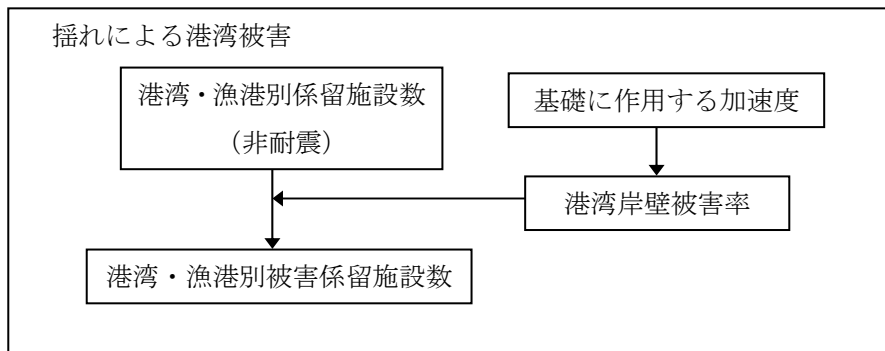 揺れによる港湾被害
港湾・漁港別係留施設数
（非耐震）
基礎に作用する加速度
港湾岸壁被害率
港湾・漁港別被害係留施設数